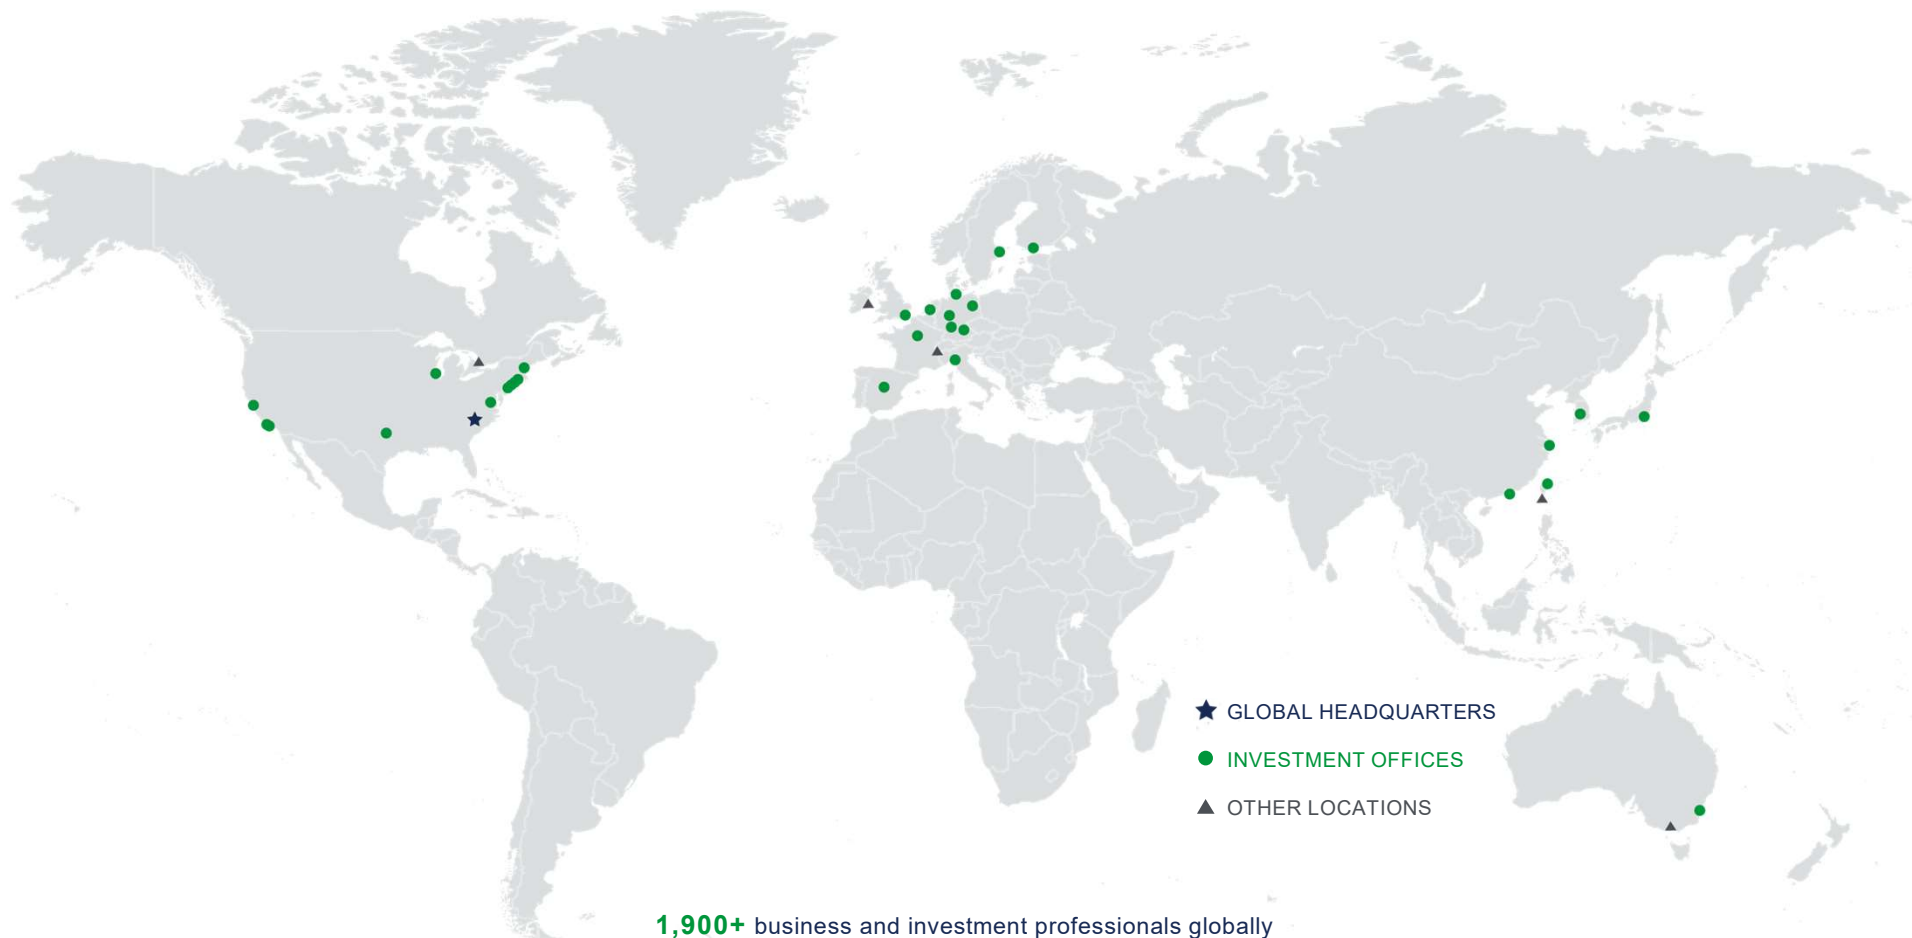 GLOBAL HEADQUARTERS
INVESTMENT OFFICES
OTHER LOCATIONS
1,900+ business and investment professionals globally